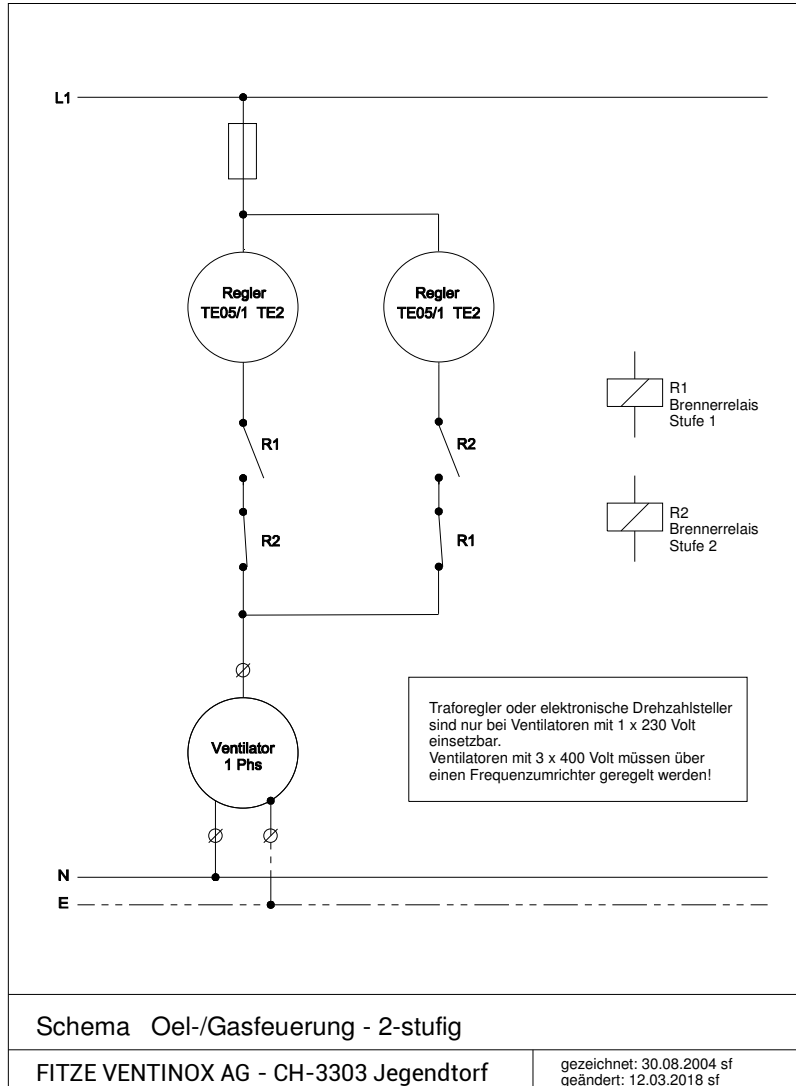 L1
Regler
TE05/1 TE2
Regler
TE05/1 TE2
R1
Brennerrelais
Stufe 1
R1
R2
R2
Brennerrelais
Stufe 2
R2
R1
Traforegler oder elektronische Drehzahlsteller
sind nur bei Ventilatoren mit 1 x 230 Volt
einsetzbar.
Ventilatoren mit 3 x 400 Volt müssen über
einen Frequenzumrichter geregelt werden!
Ventilator
1 Phs
N
E
Schema Oel-/Gasfeuerung - 2-stufig
FITZE VENTINOX AG - CH-3303 Jegendtorf
gezeichnet: 30.08.2004 sf
geändert: 12.03.2018 sf